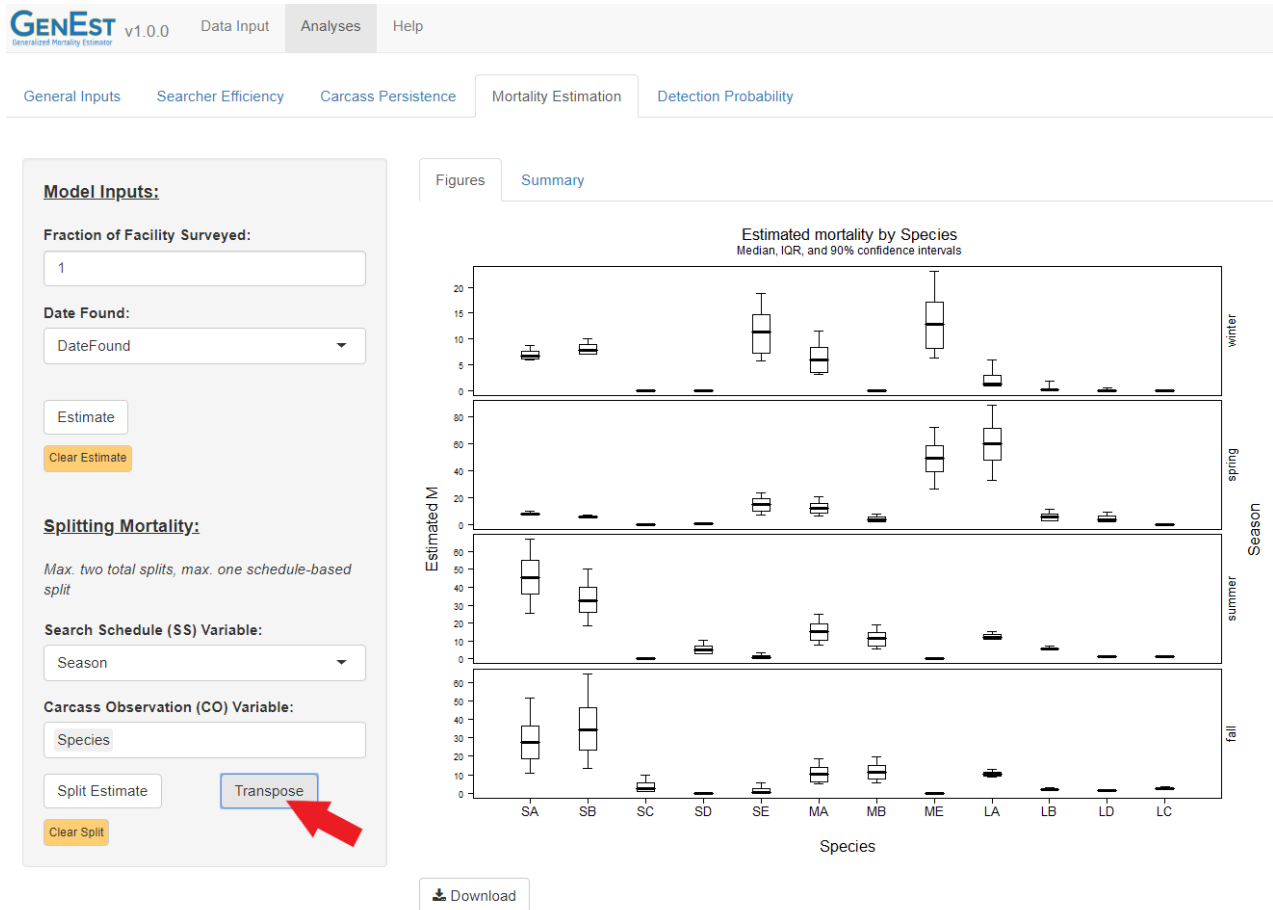 GENEST v1.0.0 Data Input Analyses Help
Generalized Mortality Estimator
General Inputs Searcher Efficiency Carcass Persistence Mortality Estimation Detection Probability
Model Inputs:
Fraction of Facility Surveyed:
1
Date Found:
DateFound
Estimate
Clear Estimate
Splitting Mortality:
Max. two total splits, max. one schedule-based
split
Search Schedule (SS) Variable:
Season
Carcass Observation (CO) Variable:
Species
Split Estimate Transpose
Clear Split
Figures Summary
Estimated mortality by Species
Median, IQR, and 90% confidence intervals
Estimated M
20
15
10
5
0
winter
80
60
40
20
0
spring
60
50
40
30
20
10
0
summer
60
50
40
30
20
10
0
fall
Season
SA SB SC SD SE MA MB ME LA LB LD LC
Species
Download